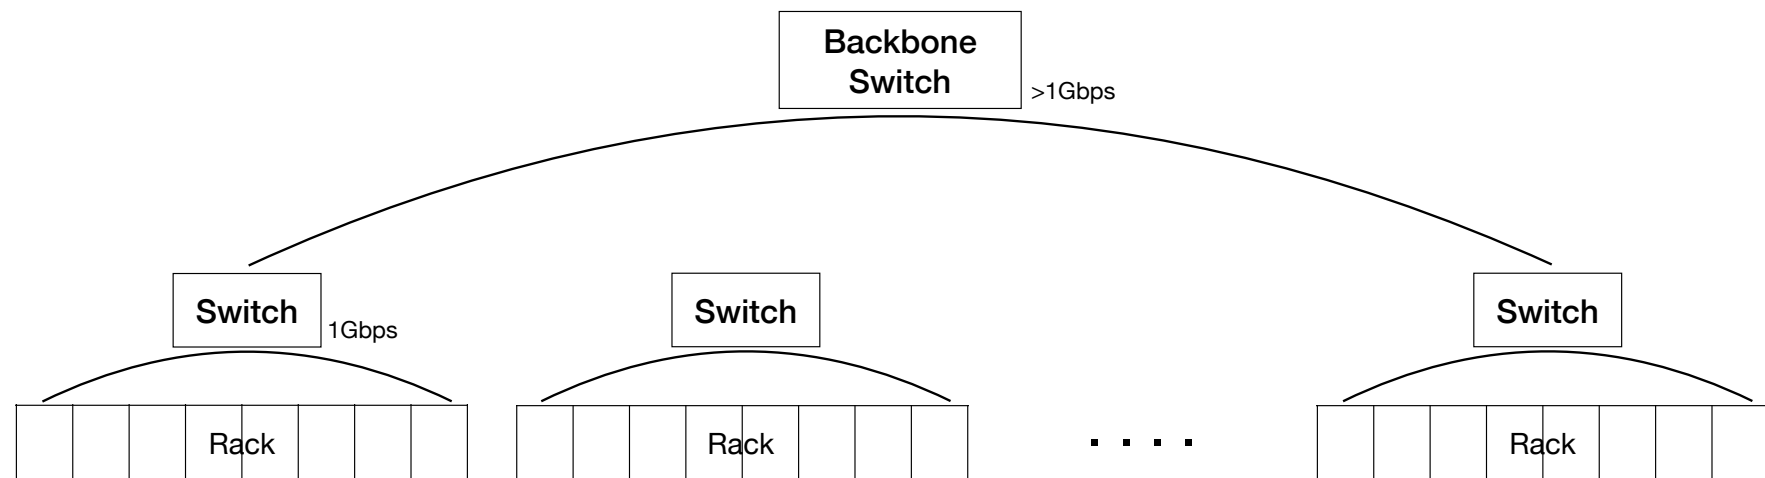 Backbone
Switch
>1Gbps
Switch
1Gbps
Switch
Switch
Rack
Rack
. . . .
Rack